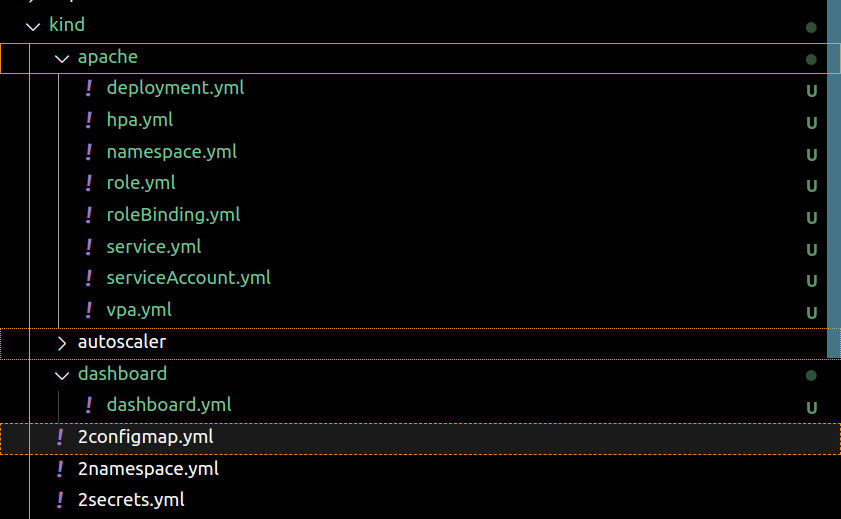 kind
apache
! deployment.yml U
! hpa.yml U
! namespace.yml U
! role.yml U
! roleBinding.yml U
! service.yml U
! serviceAccount.yml U
! vpa.yml U
autoscaler
dashboard
! dashboard.yml U
! 2configmap.yml
! 2namespace.yml
! 2secrets.yml